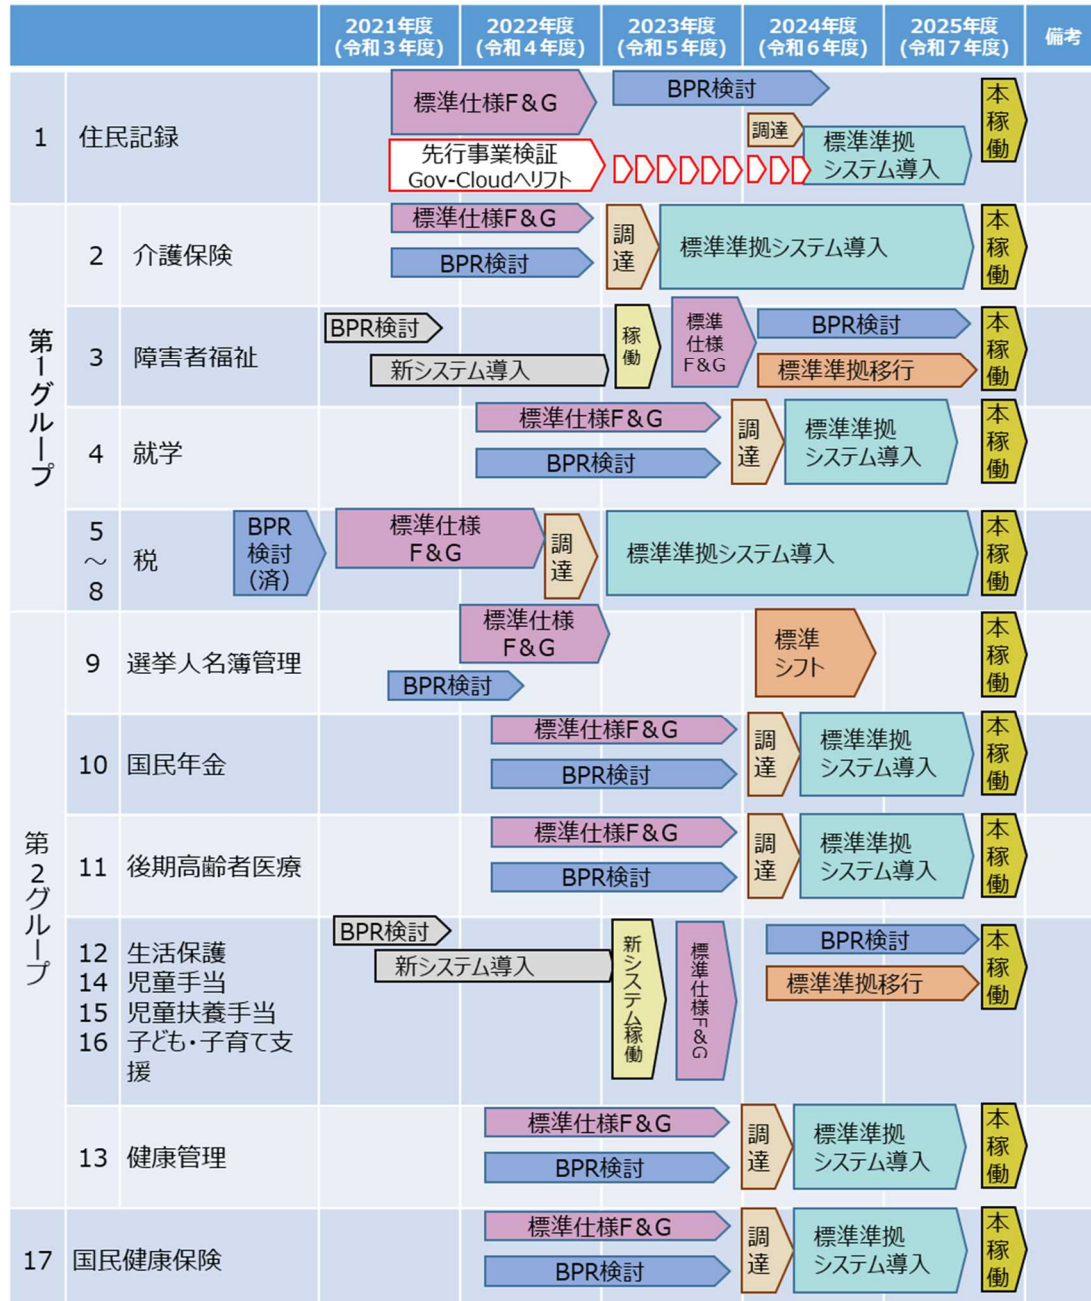 2021年度
(令和3年度)
2022年度
(令和4年度)
2023年度
(令和5年度)
2024年度
(令和6年度)
2025年度
(令和7年度)
備考
1
住民記録
標準仕様F&G
先行事業検証
Gov-Cloudへリフト
BPR検討
調達
標準準拠
システム導入
本稼働
第1グループ
2
介護保険
標準仕様F&G
BPR検討
調達
標準準拠システム導入
本稼働
3
障害者福祉
BPR検討
新システム導入
稼働
標準
仕様
F&G
BPR検討
標準準拠移行
本稼働
4
就学
標準仕様F&G
BPR検討
調達
標準準拠
システム導入
本稼働
5
～
8
税
BPR
検討
(済)
標準仕様
F&G
調達
標準準拠システム導入
本稼働
第2グループ
9
選挙人名簿管理
標準仕様
F&G
BPR検討
標準
シフト
本稼働
10
国民年金
標準仕様F&G
BPR検討
調達
標準準拠
システム導入
本稼働
11
後期高齢者医療
標準仕様F&G
BPR検討
調達
標準準拠
システム導入
本稼働
12
生活保護
14
児童手当
15
児童扶養手当
16
子ども・子育て支
援
BPR検討
新システム導入
新システム稼働
標準仕様F&G
BPR検討
標準準拠移行
本稼働
13
健康管理
標準仕様F&G
BPR検討
調達
標準準拠
システム導入
本稼働
17
国民健康保険
標準仕様F&G
BPR検討
調達
標準準拠
システム導入
本稼働